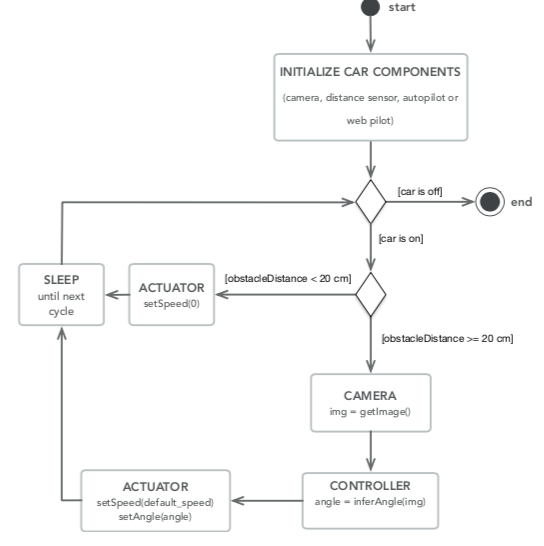 start
INITIALIZE CAR COMPONENTS
(camera, distance sensor, autopilot or
web pilot)
[car is off]
end
[car is on]
SLEEP
until next
cycle
ACTUATOR
setSpeed(0)
[obstacleDistance < 20 cm]
[obstacleDistance >= 20 cm]
CAMERA
img = getImage()
CONTROLLER
angle = inferAngle(img)
ACTUATOR
setSpeed(default_speed)
setAngle(angle)